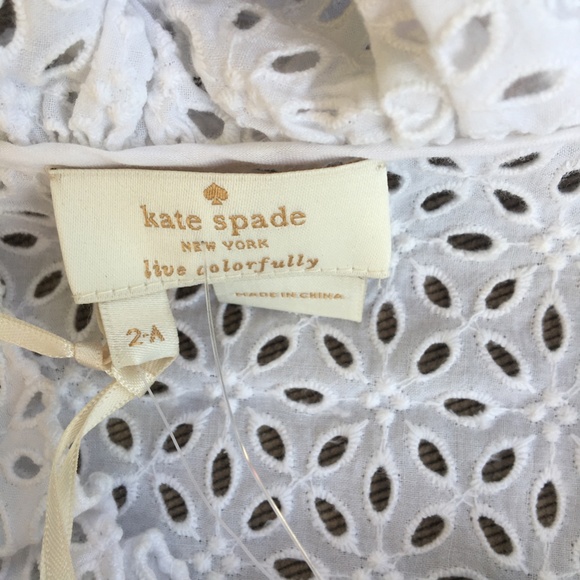 kate spade
NEW YORK
live colorfully
MADE IN CHINA
2-A